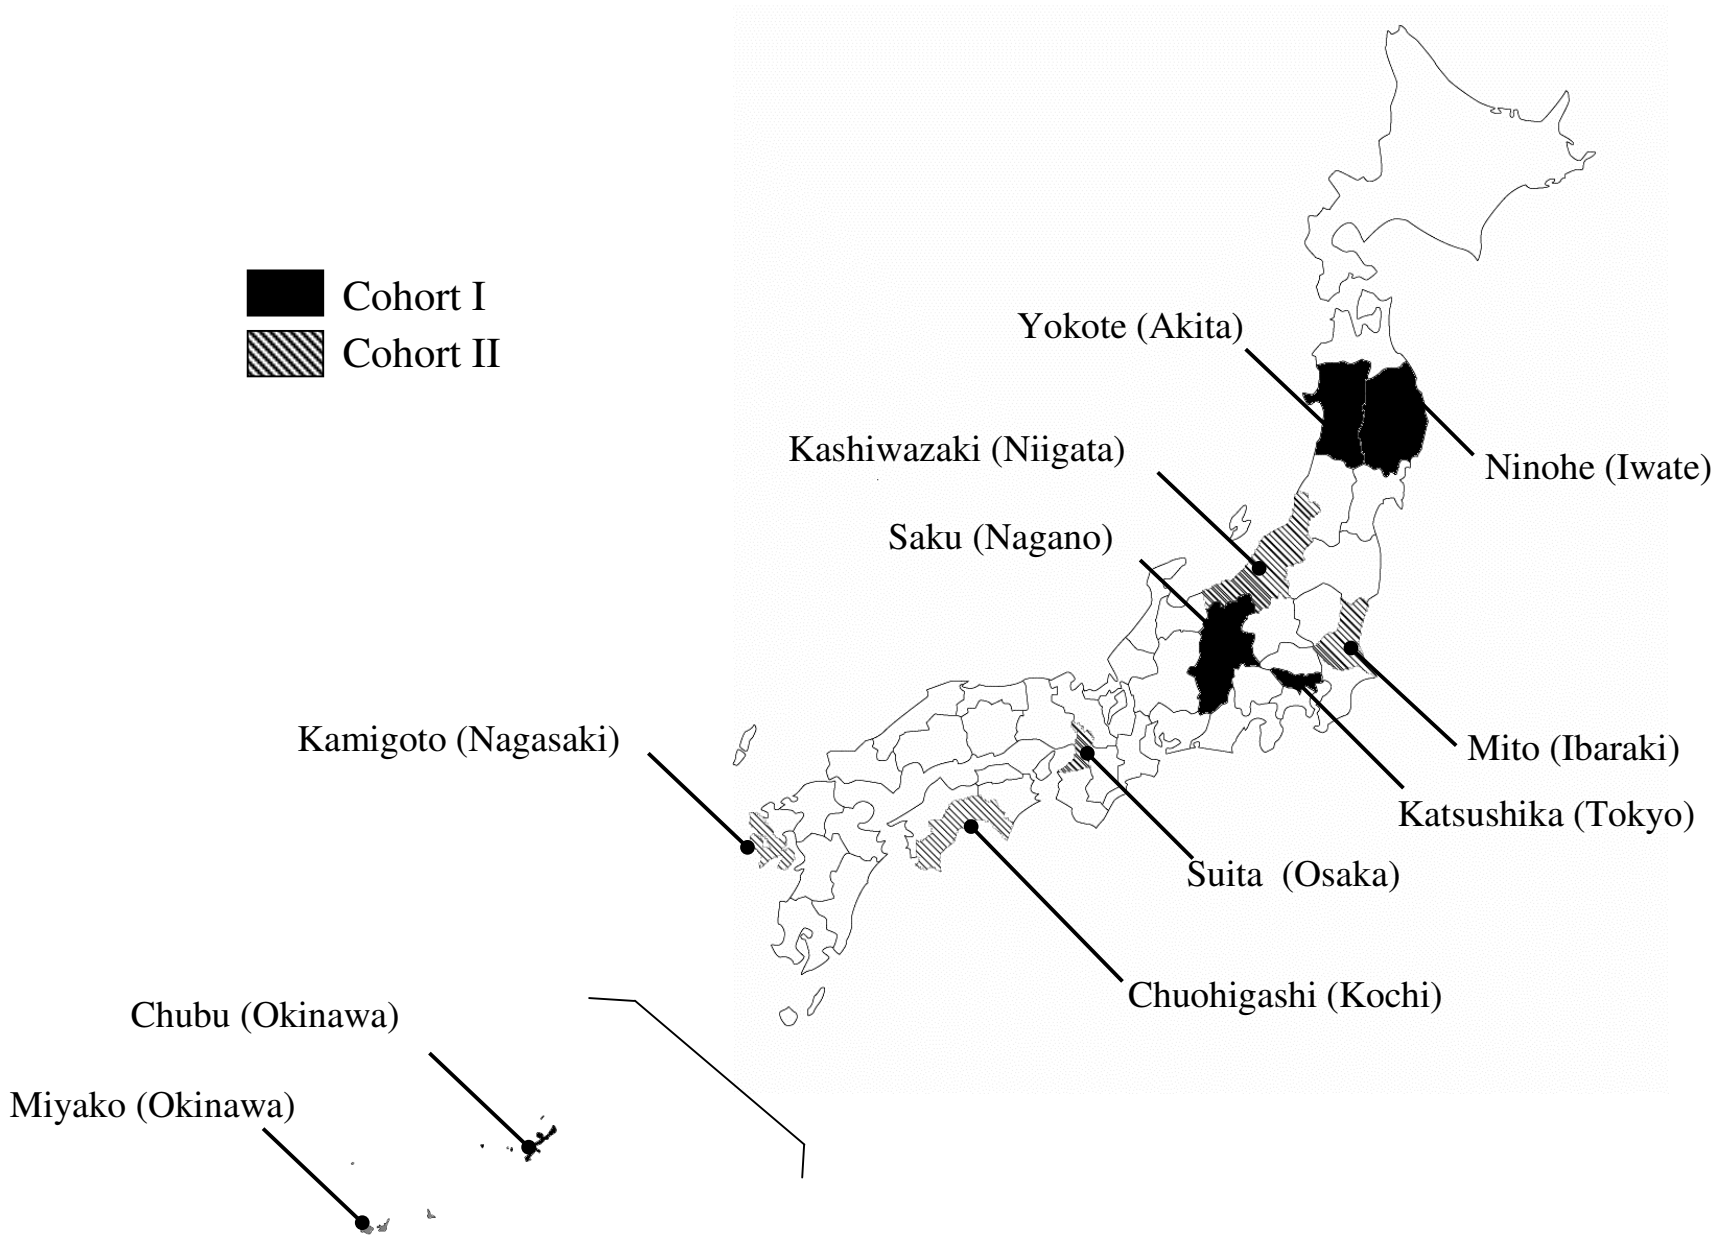 Cohort I
Cohort II
Yokote (Akita)
Kashiwazaki (Niigata)
Ninohe (Iwate)
Saku (Nagano)
Kamigoto (Nagasaki)
Mito (Ibaraki)
Katsushika (Tokyo)
Suita (Osaka)
Chuohigashi (Kochi)
Chubu (Okinawa)
Miyako (Okinawa)